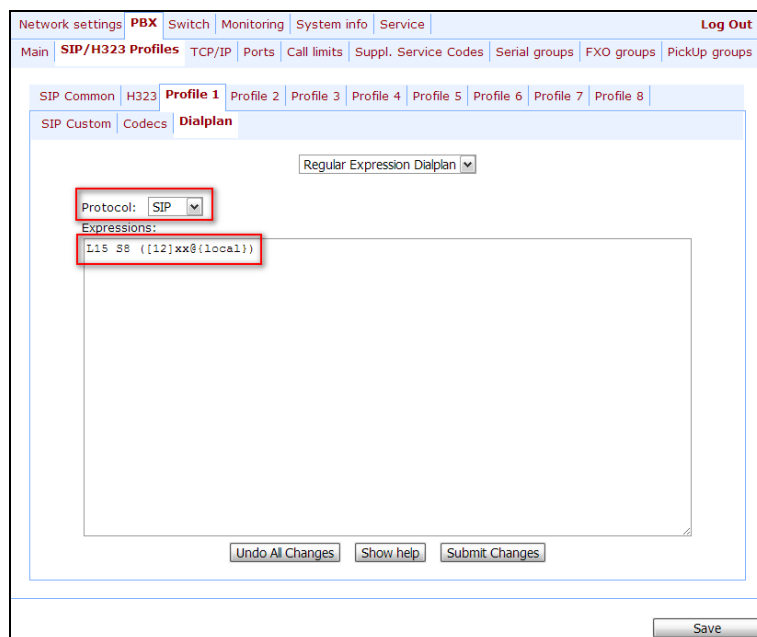 Network settings PBX Switch Monitoring System info Service Log Out
Main SIP/H323 Profiles TCP/IP Ports Call limits Suppl. Service Codes Serial groups FXO groups PickUp groups
SIP Common H323 Profile 1 Profile 2 Profile 3 Profile 4 Profile 5 Profile 6 Profile 7 Profile 8
SIP Custom Codecs Dialplan
Regular Expression Dialplan
Protocol: SIP
Expressions:
L15 S8 ([12]xx@{local})
Undo All Changes Show help Submit Changes
Save